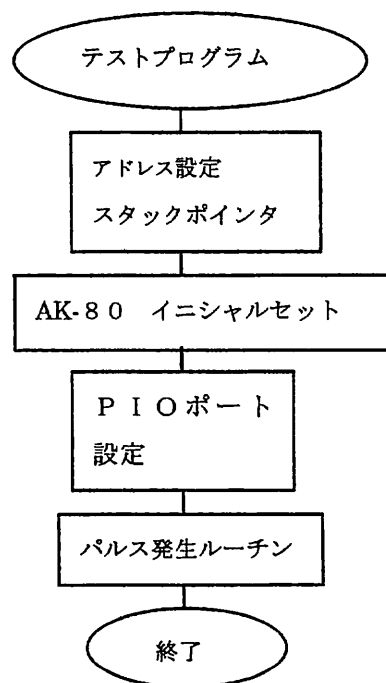 テストプログラム
アドレス設定
スタックポインタ
AK-８０　イニシャルセット
ＰＩＯポート
設定
パルス発生ルーチン
終了